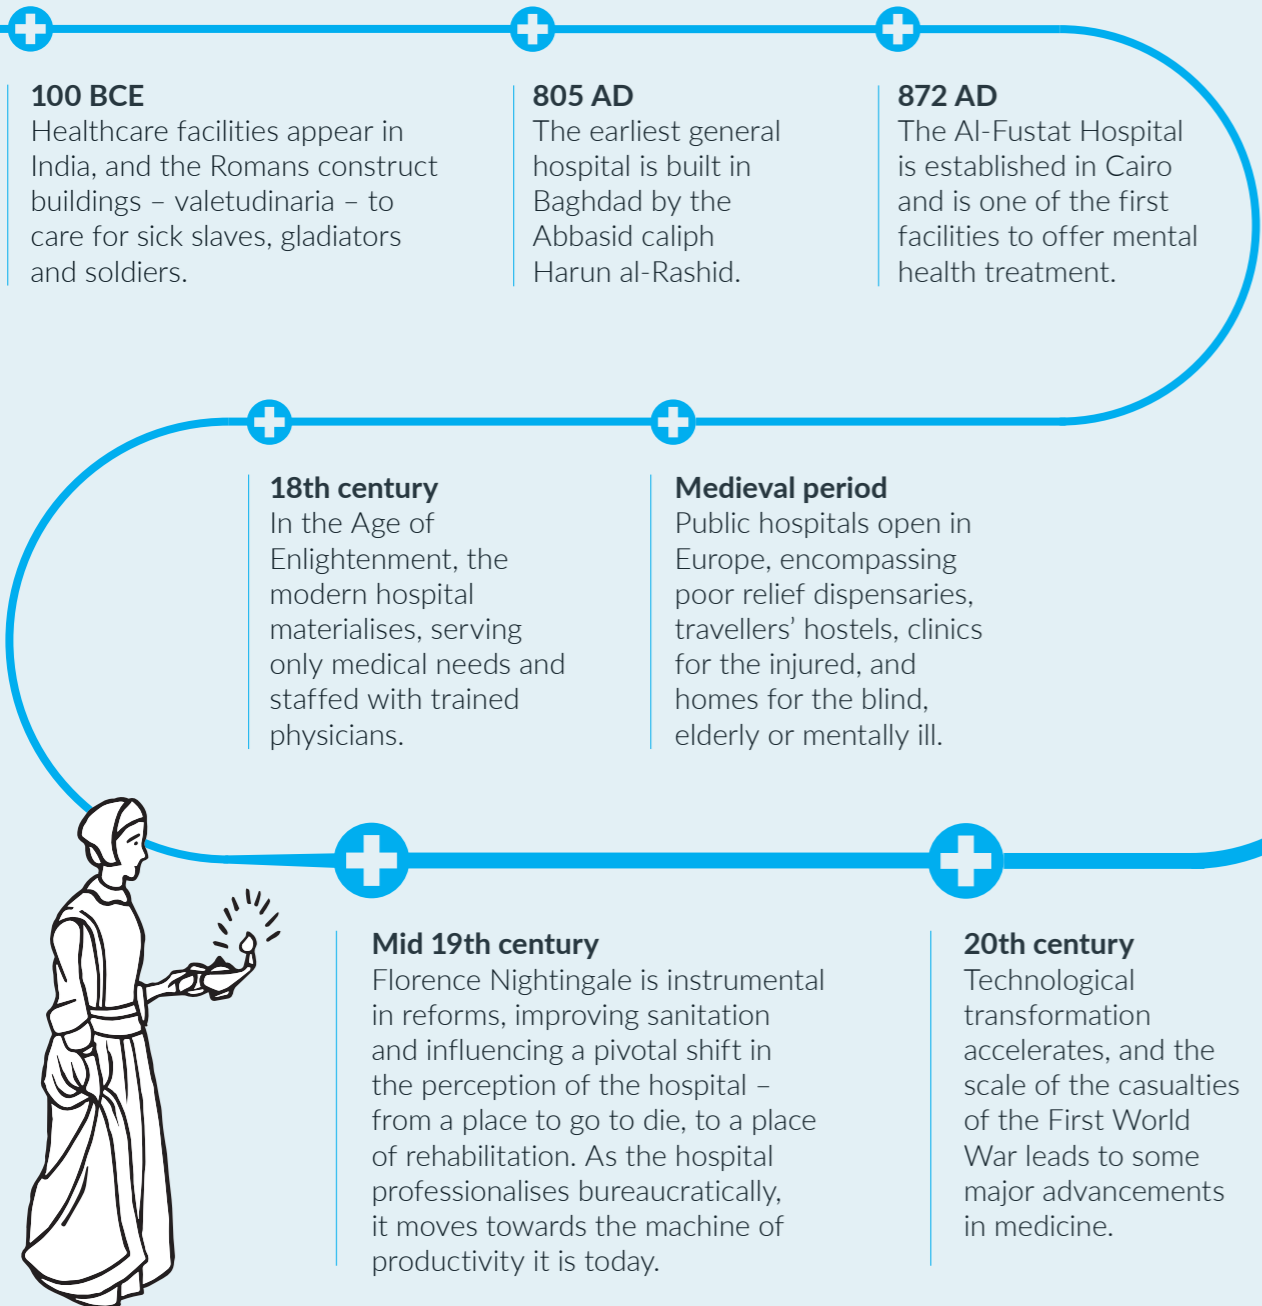 100 BCE
Healthcare facilities appear in
India, and the Romans construct
buildings – valetudinaria – to
care for sick slaves, gladiators
and soldiers.
805 AD
The earliest general
hospital is built in
Baghdad by the
Abbasid caliph
Harun al-Rashid.
872 AD
The Al-Fustat Hospital
is established in Cairo
and is one of the first
facilities to offer mental
health treatment.
Medieval period
Public hospitals open in
Europe, encompassing
poor relief dispensaries,
travellers’ hostels, clinics
for the injured, and
homes for the blind,
elderly or mentally ill.
18th century
In the Age of
Enlightenment, the
modern hospital
materialises, serving
only medical needs and
staffed with trained
physicians.
Mid 19th century
Florence Nightingale is instrumental
in reforms, improving sanitation
and influencing a pivotal shift in
the perception of the hospital –
from a place to go to die, to a place
of rehabilitation. As the hospital
professionalises bureaucratically,
it moves towards the machine of
productivity it is today.
20th century
Technological
transformation
accelerates, and the
scale of the casualties
of the First World
War leads to some
major advancements
in medicine.